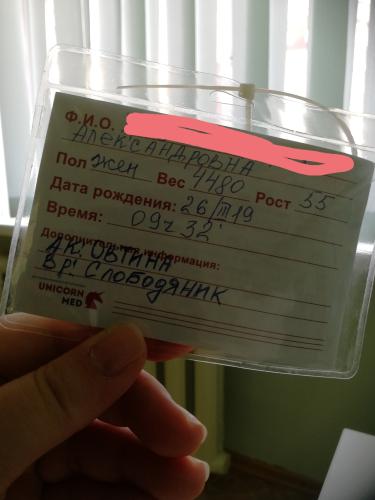 Ф.И.О.
Александровна
Пол жен Вес 4480 Рост 55
Дата рождения: 26/III 19
Время: 09ч 32'
Дополнительная информация:
АК. ОВТИНА
Вр: Слободяник
UNICORN
MED